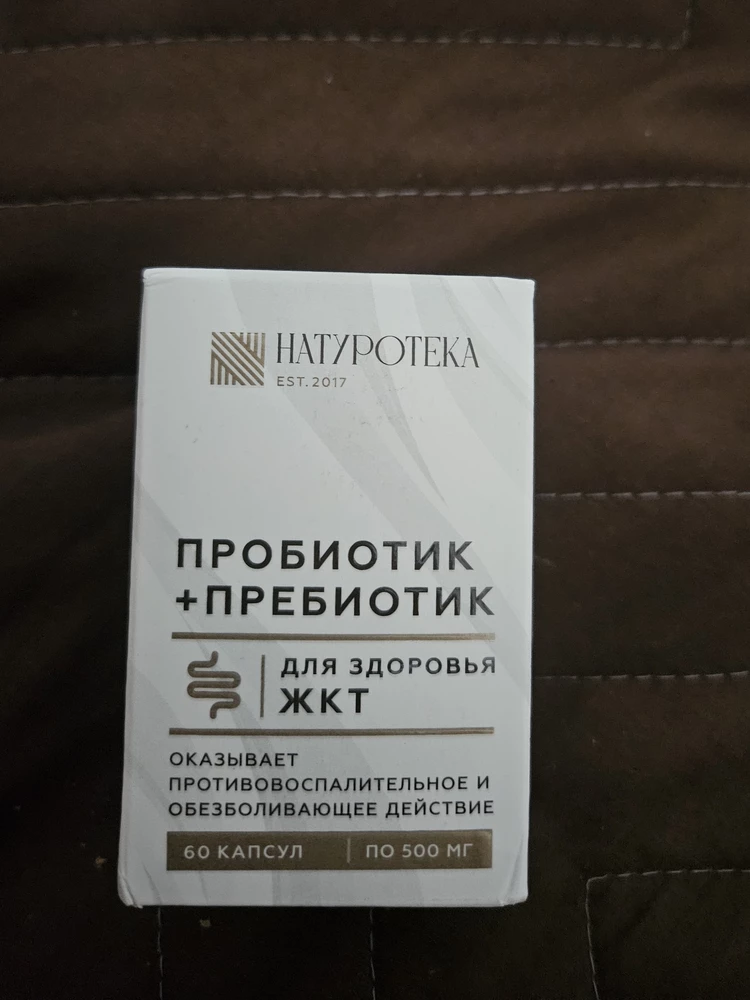 НАТУРОТЕКА
EST. 2017
ПРОБИОТИК
+ПРЕБИОТИК
ДЛЯ ЗДОРОВЬЯ
ЖКТ
ОКАЗЫВАЕТ
ПРОТИВОВОСПАЛИТЕЛЬНОЕ И
ОБЕЗБОЛИВАЮЩЕЕ ДЕЙСТВИЕ
60 КАПСУЛ | ПО 500 МГ